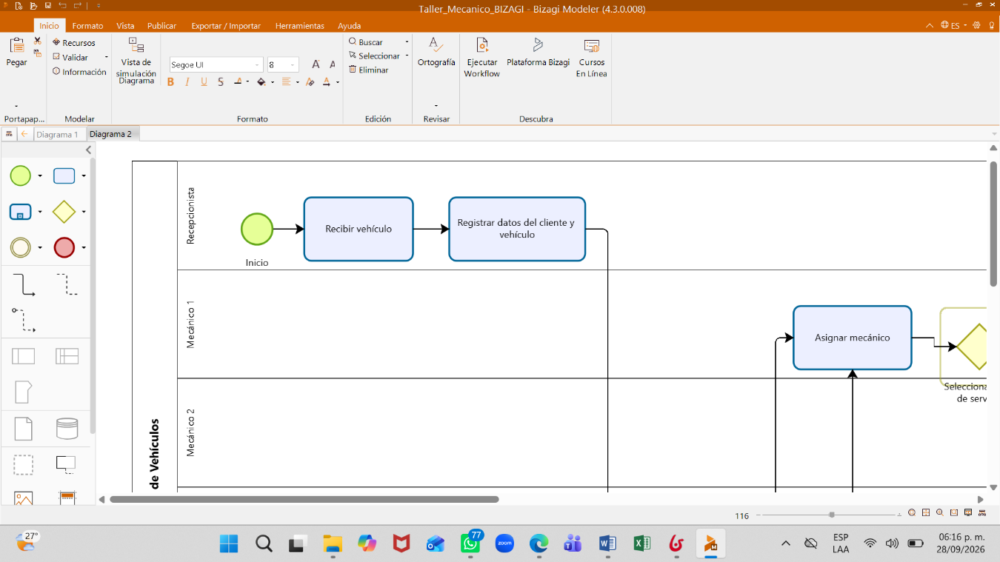 Taller_Mecanico_BIZAGI - Bizagi Modeler (4.3.0.008)
Inicio Formato Vista Publicar Exportar / Importar Herramientas Ayuda ES
Pegar
Recursos
Validar
Información
Vista de
simulación
Diagrama
Segoe UI 8
B I U S
Buscar
Seleccionar
Eliminar
Ortografía
Ejecutar
Workflow
Plataforma Bizagi
Cursos
En Línea
Portapap... Modelar Formato Edición Revisar Descubra
Diagrama 1 Diagrama 2
de Vehículos
Recepcionista
Inicio
Recibir vehículo
Registrar datos del cliente y
vehículo
Mecánico 1
Asignar mecánico
Selecciona
de serv
Mecánico 2
116
27°
77
zoom
ESP
LAA
06:16 p. m.
28/09/2026